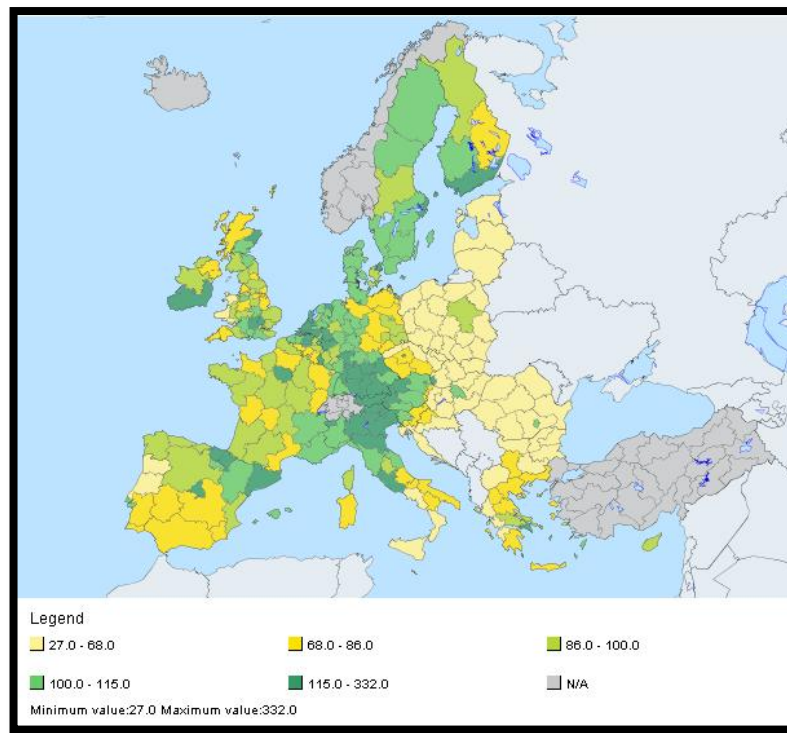 Legend
27.0 - 68.0 68.0 - 86.0 86.0 - 100.0
100.0 - 115.0 115.0 - 332.0 N/A
Minimum value:27.0 Maximum value:332.0